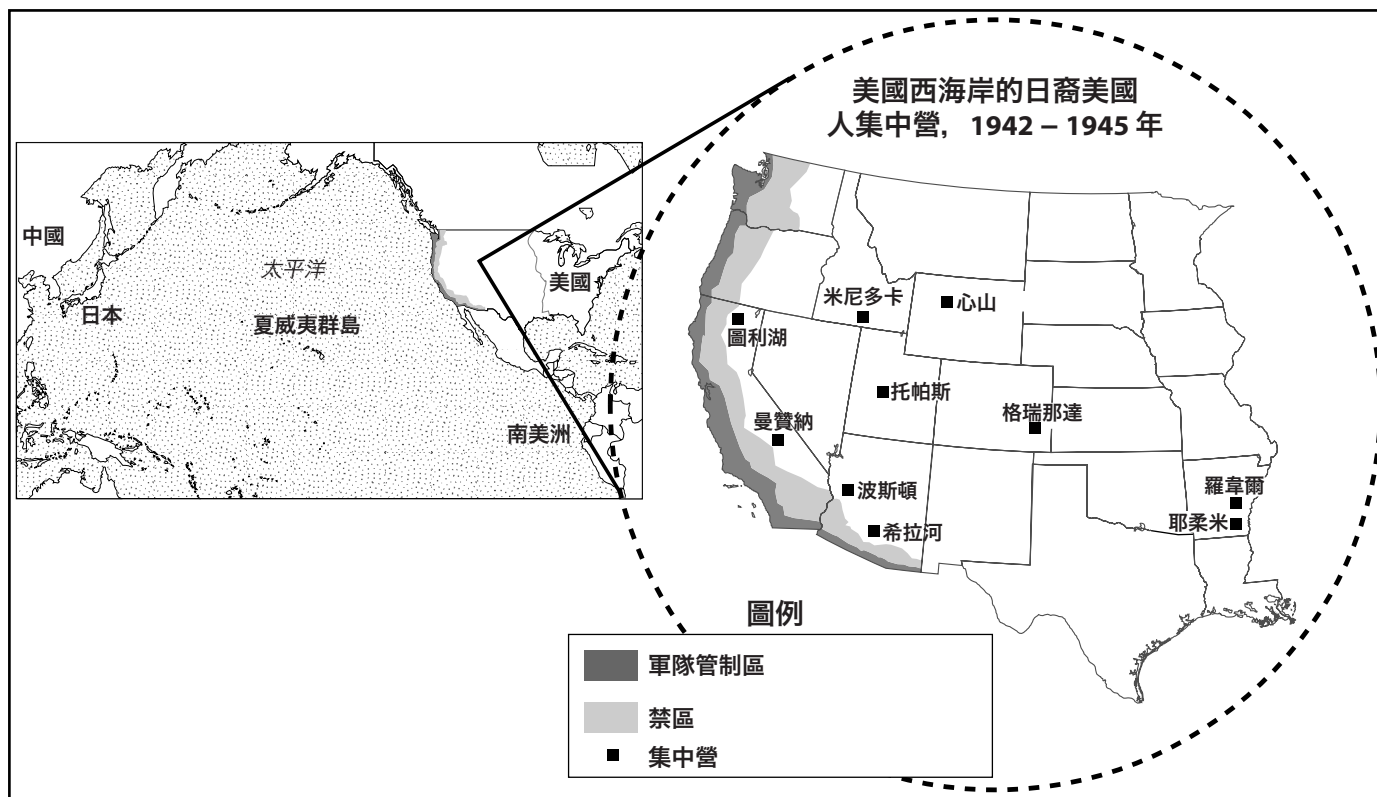 美國西海岸的日裔美國
人集中營，1942 – 1945 年
中國
太平洋
美國
日本
夏威夷群島
南美洲
米尼多卡
心山
圖利湖
托帕斯
格瑞那達
曼贊納
波斯頓
羅韋爾
希拉河
耶柔米
圖例
軍隊管制區
禁區
集中營